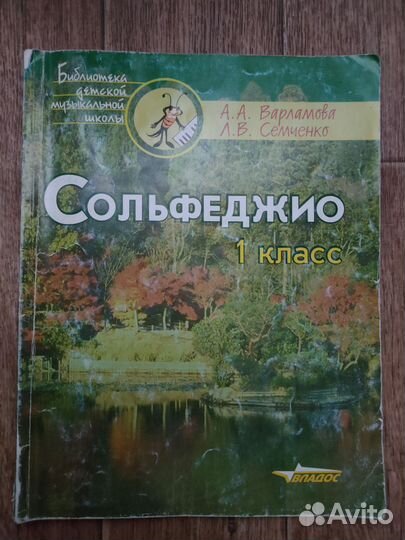 Библиотека
детской
музыкальной
школы
А.А. Варламова
Л.В. Семченко
Сольфеджио
1 класс
ВЛАДОС
Avito